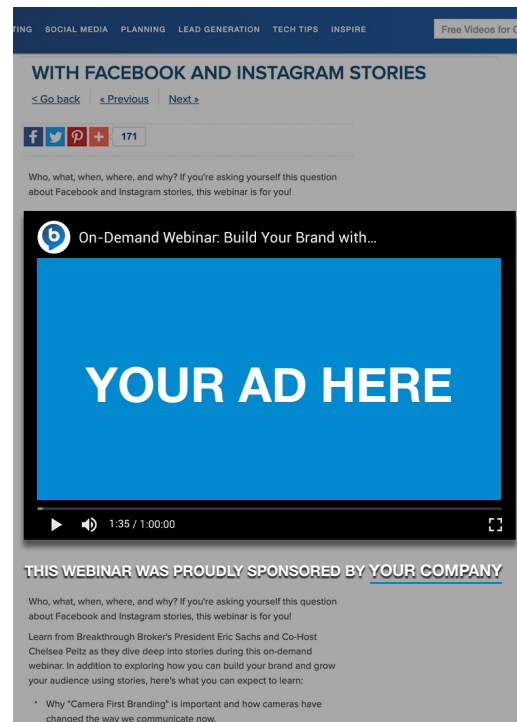 TING SOCIAL MEDIA PLANNING LEAD GENERATION TECH TIPS INSPIRE Free Videos for C
WITH FACEBOOK AND INSTAGRAM STORIES
< Go back « Previous Next »
171
Who, what, when, where, and why? If you're asking yourself this question
about Facebook and Instagram stories, this webinar is for you!
On-Demand Webinar: Build Your Brand with...
YOUR AD HERE
1:35 / 1:00:00
THIS WEBINAR WAS PROUDLY SPONSORED BY YOUR COMPANY
Who, what, when, where, and why? If you're asking yourself this question
about Facebook and Instagram stories, this webinar is for you!
Learn from Breakthrough Broker's President Eric Sachs and Co-Host
Chelsea Peitz as they dive deep into stories during this on-demand
webinar. In addition to exploring how you can build your brand and grow
your audience using stories, here's what you can expect to learn:
• Why "Camera First Branding" is important and how cameras have
changed the way we communicate now.